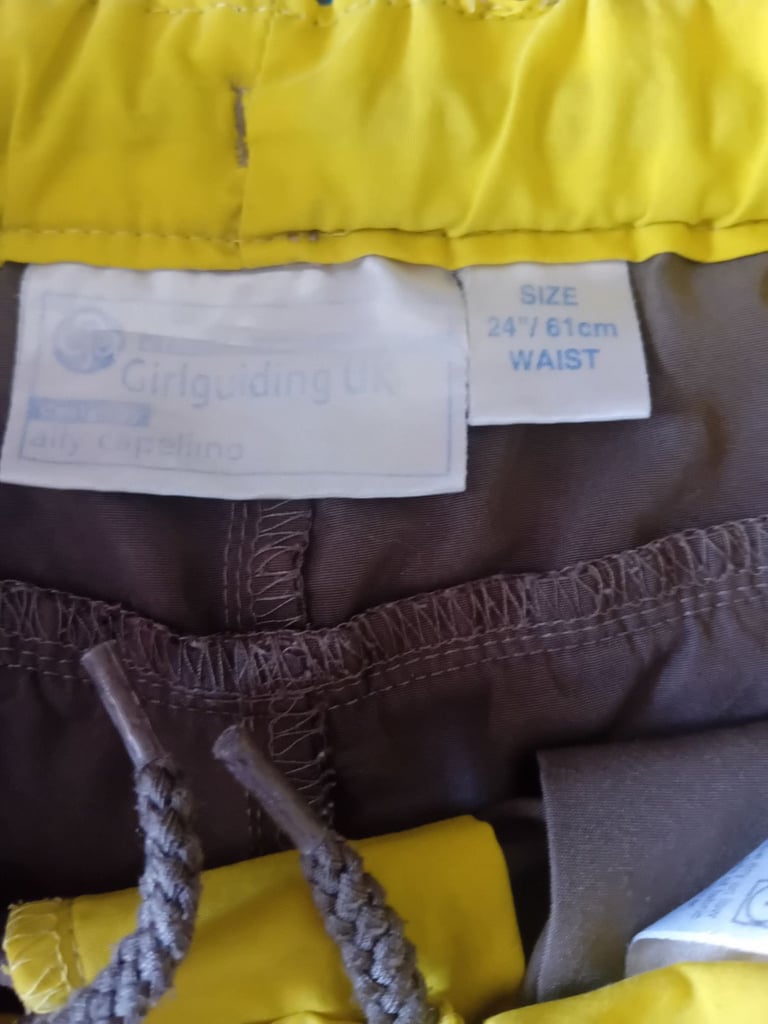 Girlguiding UK
ally capellino
SIZE
24"/61cm
WAIST